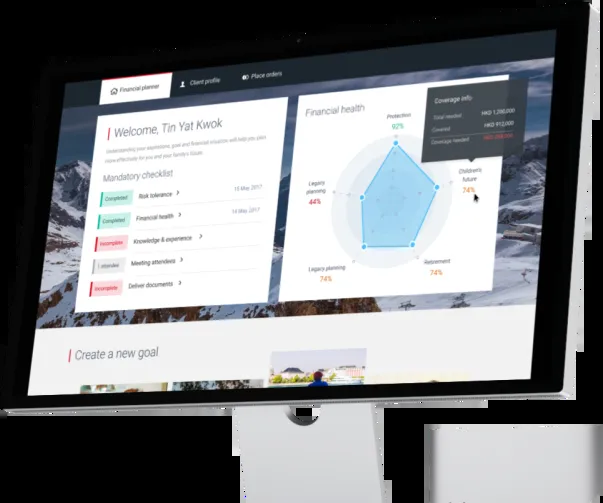 Financial planner
Client profile
Place orders
Welcome, Tin Yat Kwok
Understanding your aspirations, goal and financial situation will help you plan
more effectively for you and your family's future.
Mandatory checklist
Completed Risk tolerance > 15 May, 2017
Completed Financial health > 14 May, 2017
Incomplete Knowledge & experience >
Meeting attendees >
Incomplete Deliver documents >
Financial health
Protection
92%
Coverage info
Total needed HKD 1,200,000
Covered HKD 912,000
Coverage needed
Children's
future
74%
Legacy
planning
44%
Legacy planning
74%
Retirement
74%
Create a new goal